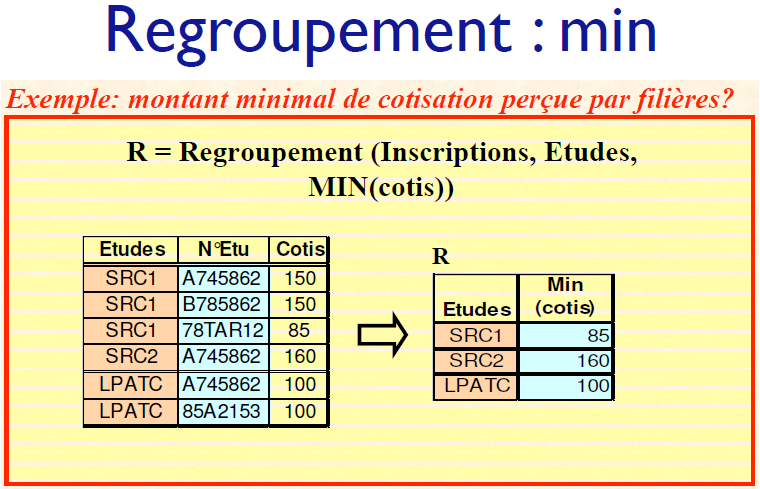 Regroupement : min
Exemple: montant minimal de cotisation perçue par filières?
R = Regroupement (Inscriptions, Etudes,
MIN(cotis))
Etudes N°Etu Cotis
SRC1 A745862 150
SRC1 B785862 150
SRC1 78TAR12 85
SRC2 A745862 160
LPATC A745862 100
LPATC 85A2153 100
R
Etudes Min (cotis)
SRC1 85
SRC2 160
LPATC 100